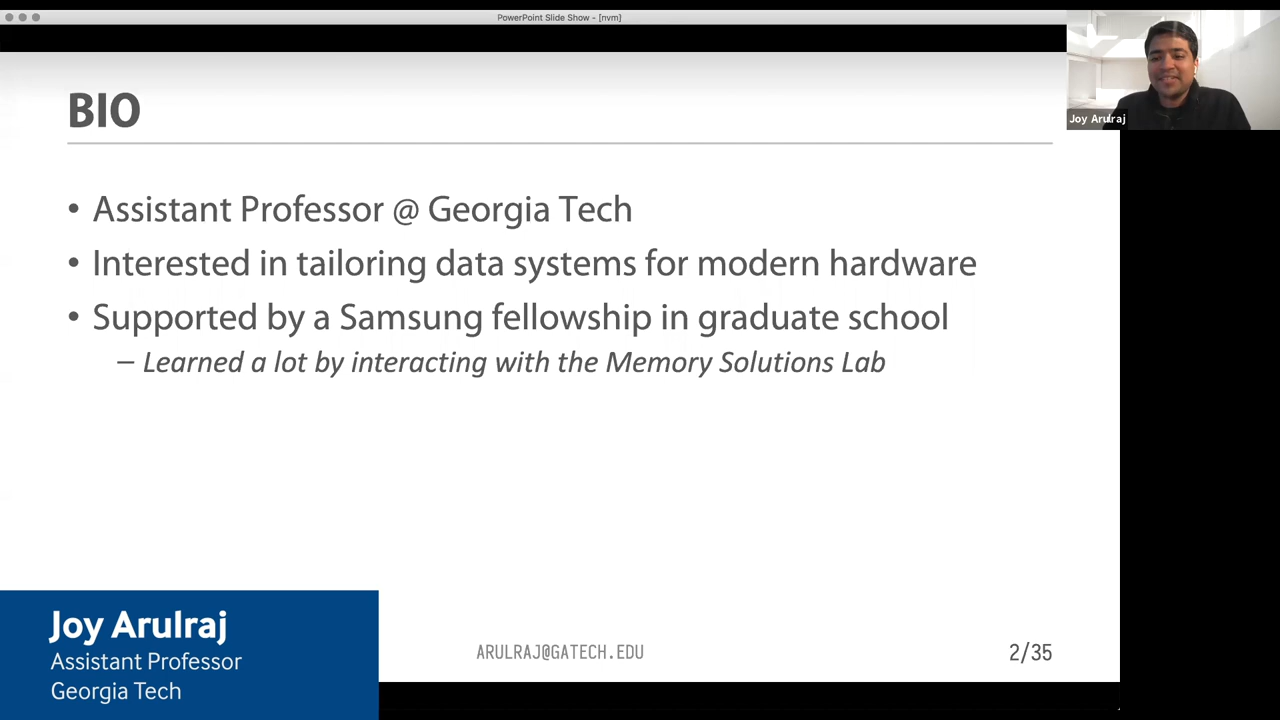 PowerPoint Slide Show - [nvm]
Joy Arulraj
BIO
• Assistant Professor @ Georgia Tech
• Interested in tailoring data systems for modern hardware
• Supported by a Samsung fellowship in graduate school
– Learned a lot by interacting with the Memory Solutions Lab
Joy Arulraj
Assistant Professor
Georgia Tech
ARULRAJ@GATECH.EDU
2/35